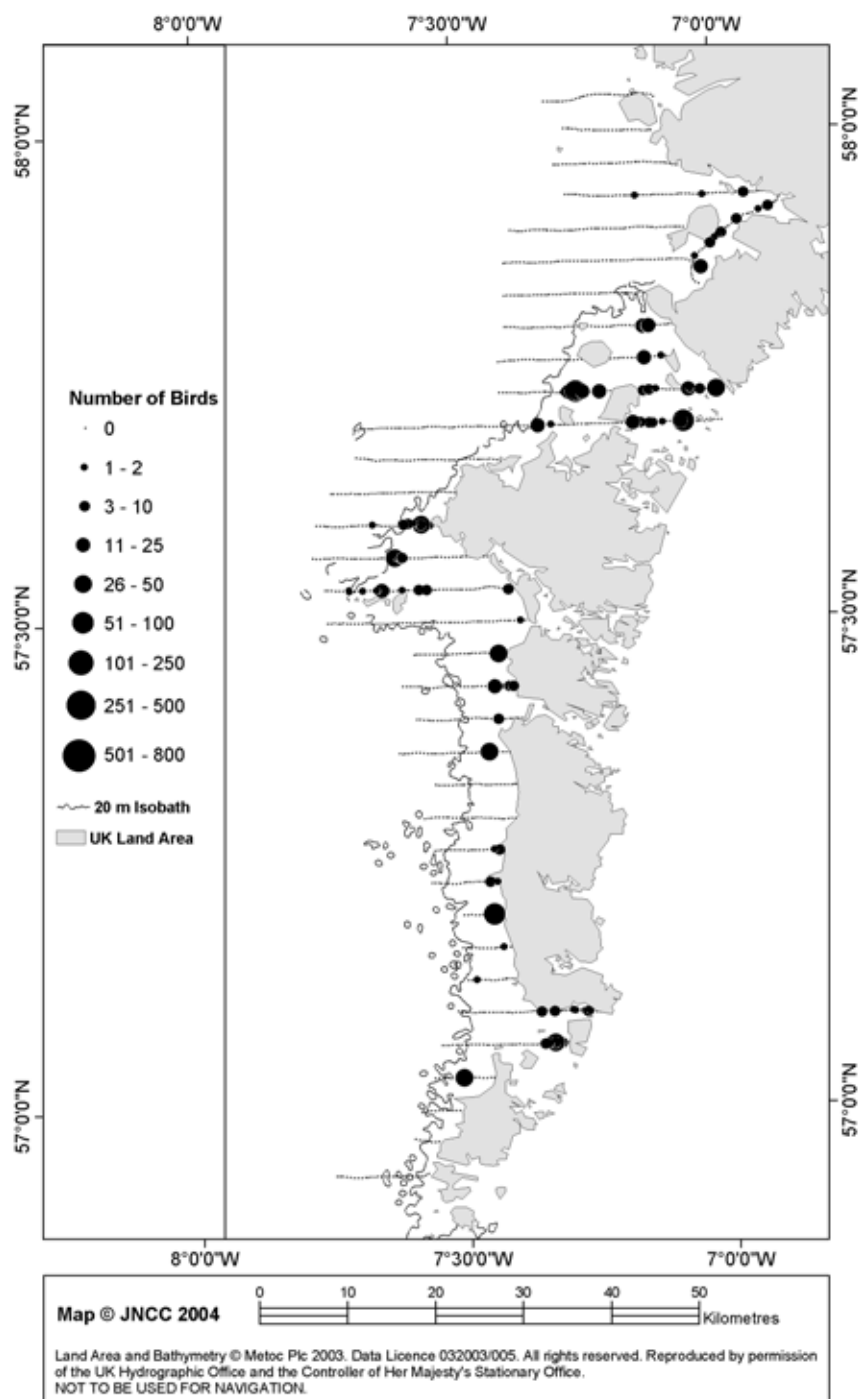 8°0'0"W 7°30'0"W 7°0'0"W
58°0'0"N 58°0'0"N
Number of Birds
0
1 - 2
3 - 10
11 - 25
26 - 50
51 - 100
101 - 250
251 - 500
501 - 800
20 m Isobath
UK Land Area
57°30'0"N 57°30'0"N
57°0'0"N 57°0'0"N
8°0'0"W 7°30'0"W 7°0'0"W
0 10 20 30 40 50
Map © JNCC 2004 Kilometres
Land Area and Bathymetry © Metoc Plc 2003. Data Licence 032003/005. All rights reserved. Reproduced by permission
of the UK Hydrographic Office and the Controller of Her Majesty's Stationary Office.
NOT TO BE USED FOR NAVIGATION.